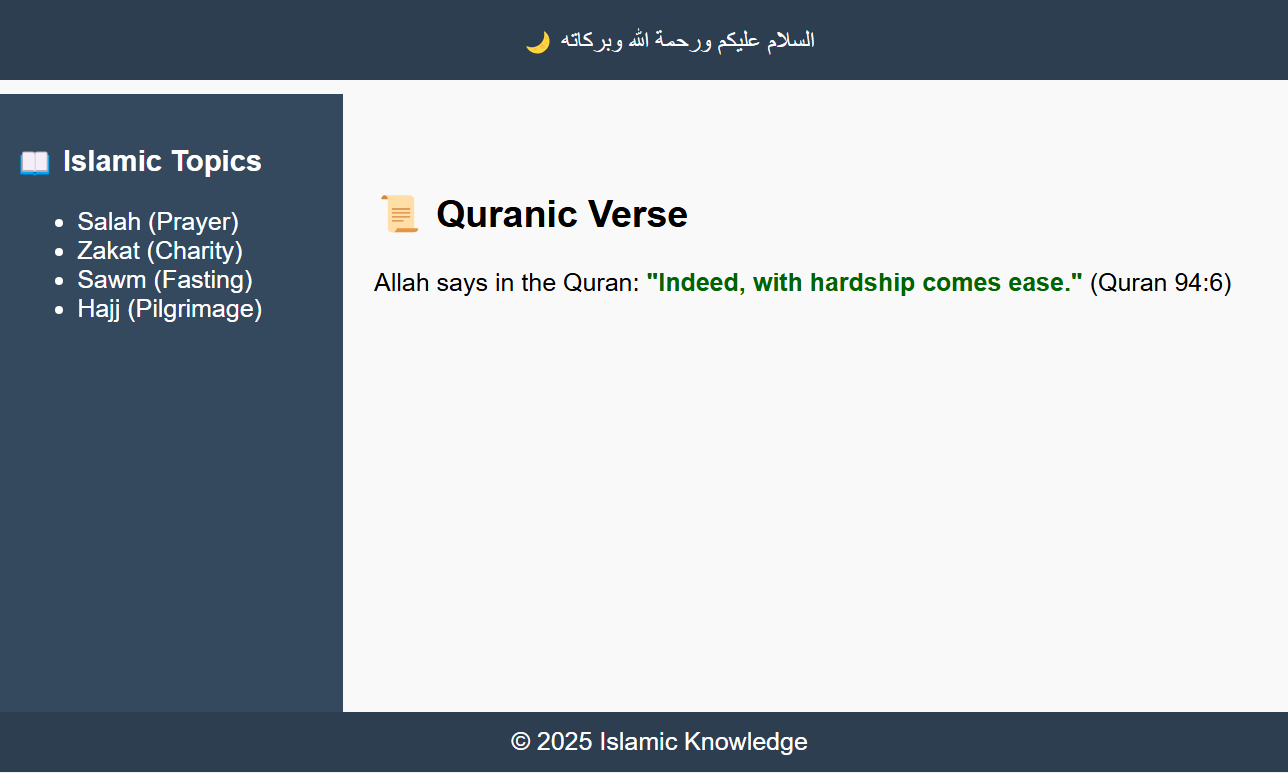 السلام عليكم ورحمة الله وبركاته 🌙
📖 Islamic Topics
• Salah (Prayer)
• Zakat (Charity)
• Sawm (Fasting)
• Hajj (Pilgrimage)
📜 Quranic Verse
Allah says in the Quran: "Indeed, with hardship comes ease." (Quran 94:6)
© 2025 Islamic Knowledge